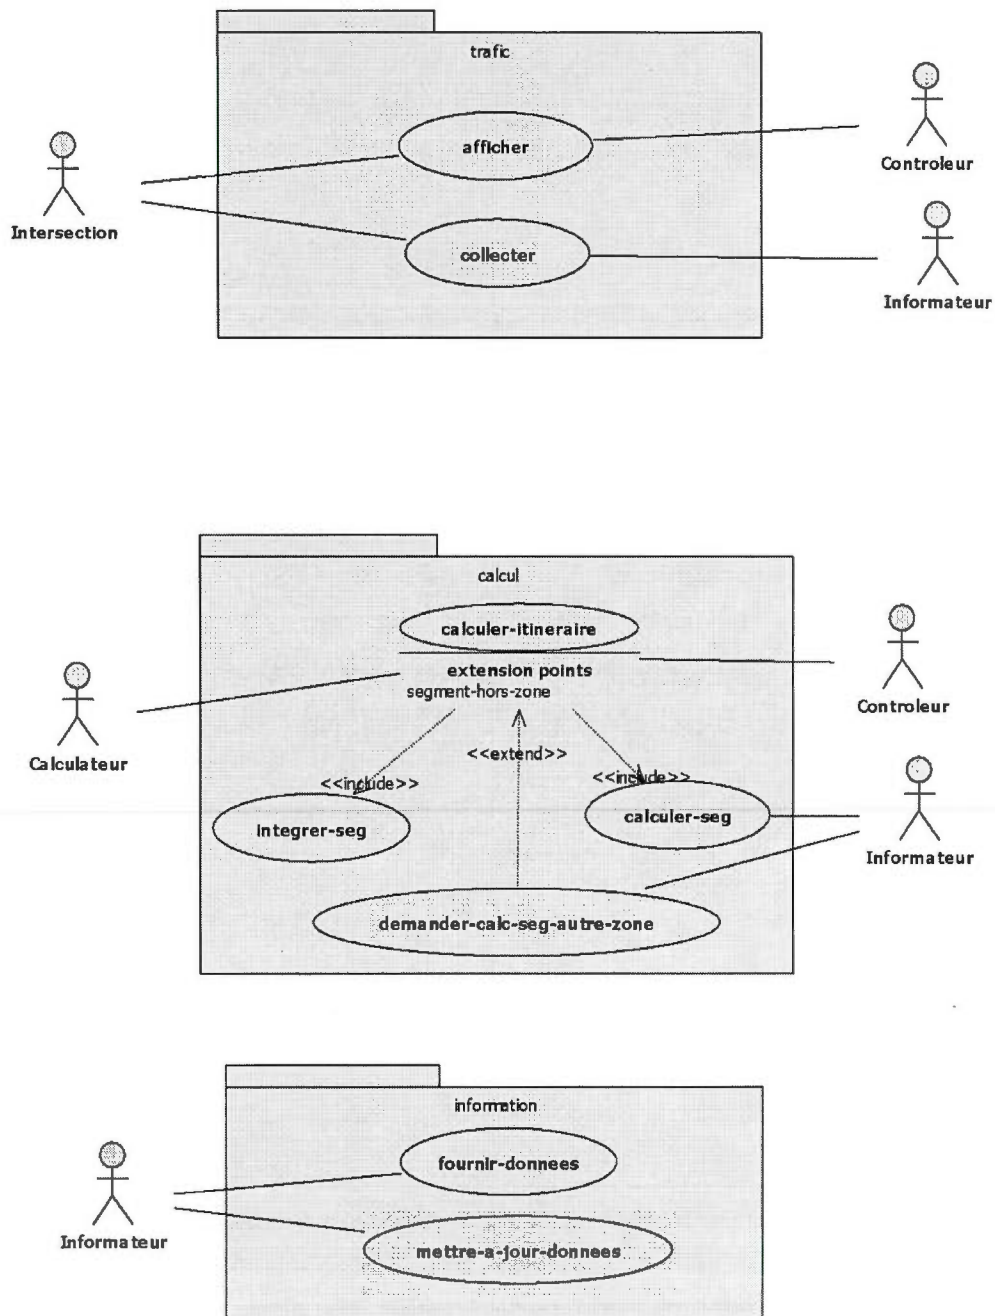 trafic
afficher
Controleur
Intersection
collecter
Informateur
calcul
calculer-itineraire
extension points
segment-hors-zone
Controleur
Calculateur
<<extend>>
<<include>>
<<include>>
integrer-seg
calculer-seg
Informateur
demander-calc-seg-autre-zone
information
fournir-donnees
Informateur
mettre-a-jour-donnees